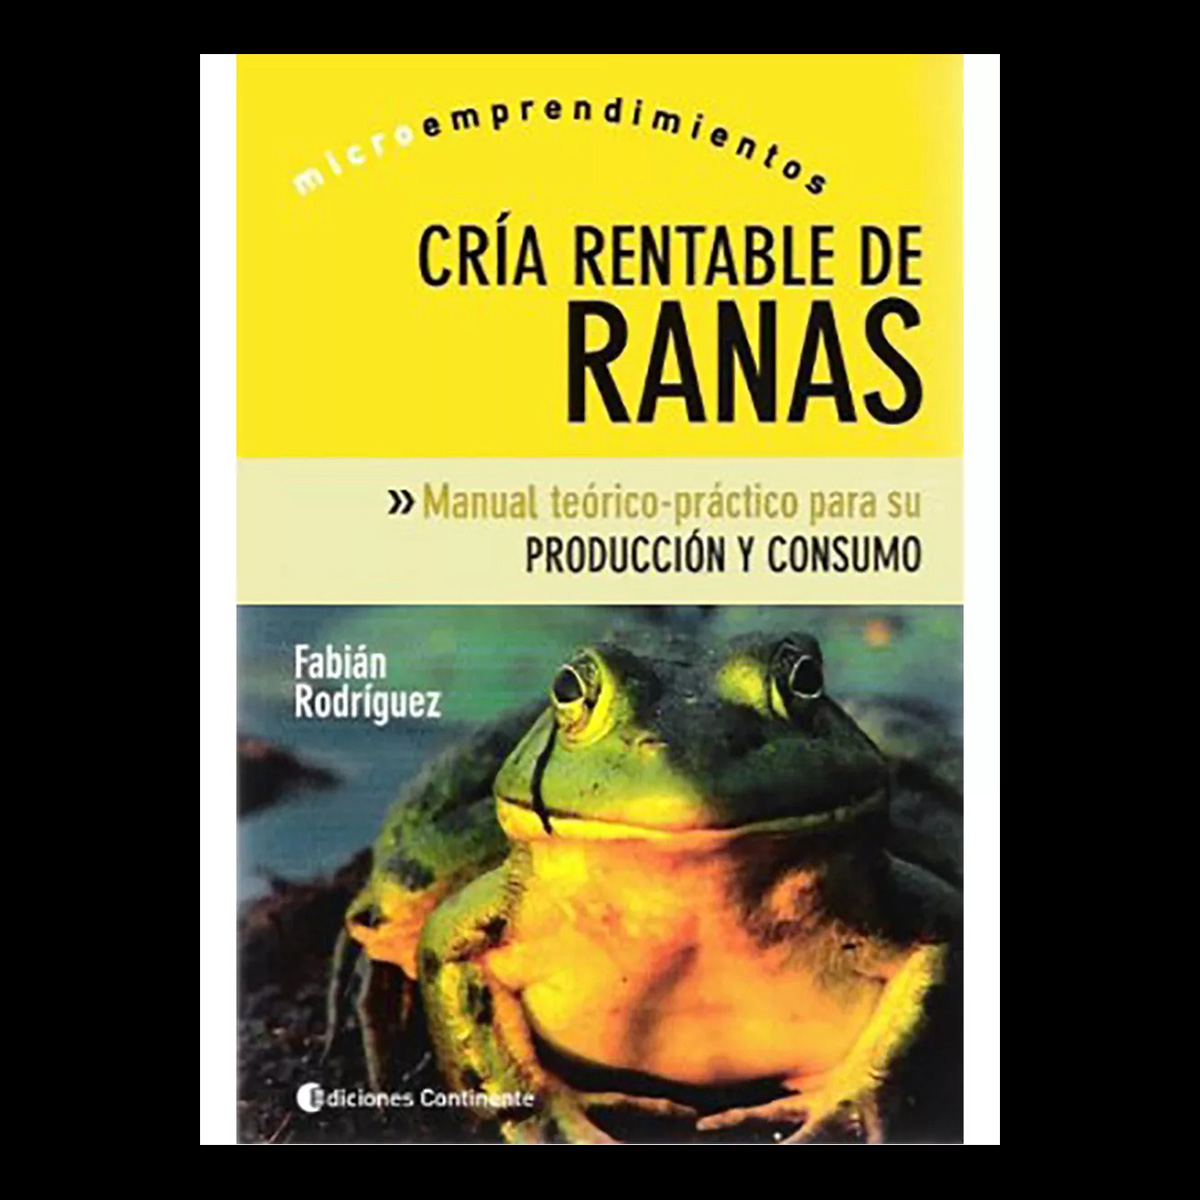 microemprendimientos
CRÍA RENTABLE DE
RANAS
» Manual teórico-práctico para su
PRODUCCIÓN Y CONSUMO
Fabián
Rodríguez
Ediciones Continente